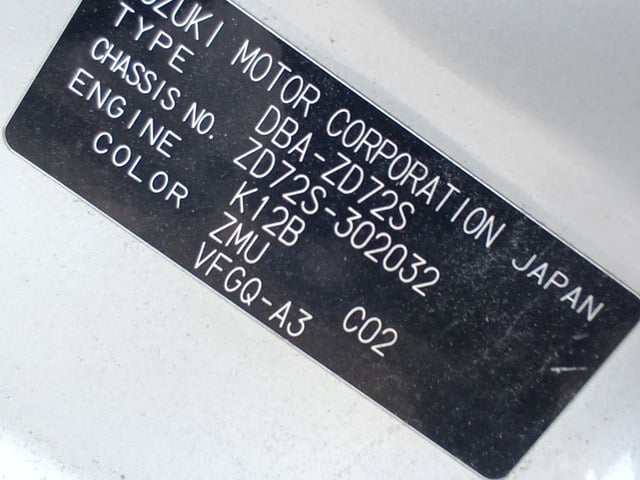 SUZUKI MOTOR CORPORATION JAPAN
TYPE DBA-ZD72S
CHASSIS NO. ZD72S-302032
ENGINE K12B
COLOR ZMU
VFGQ-A3 C02